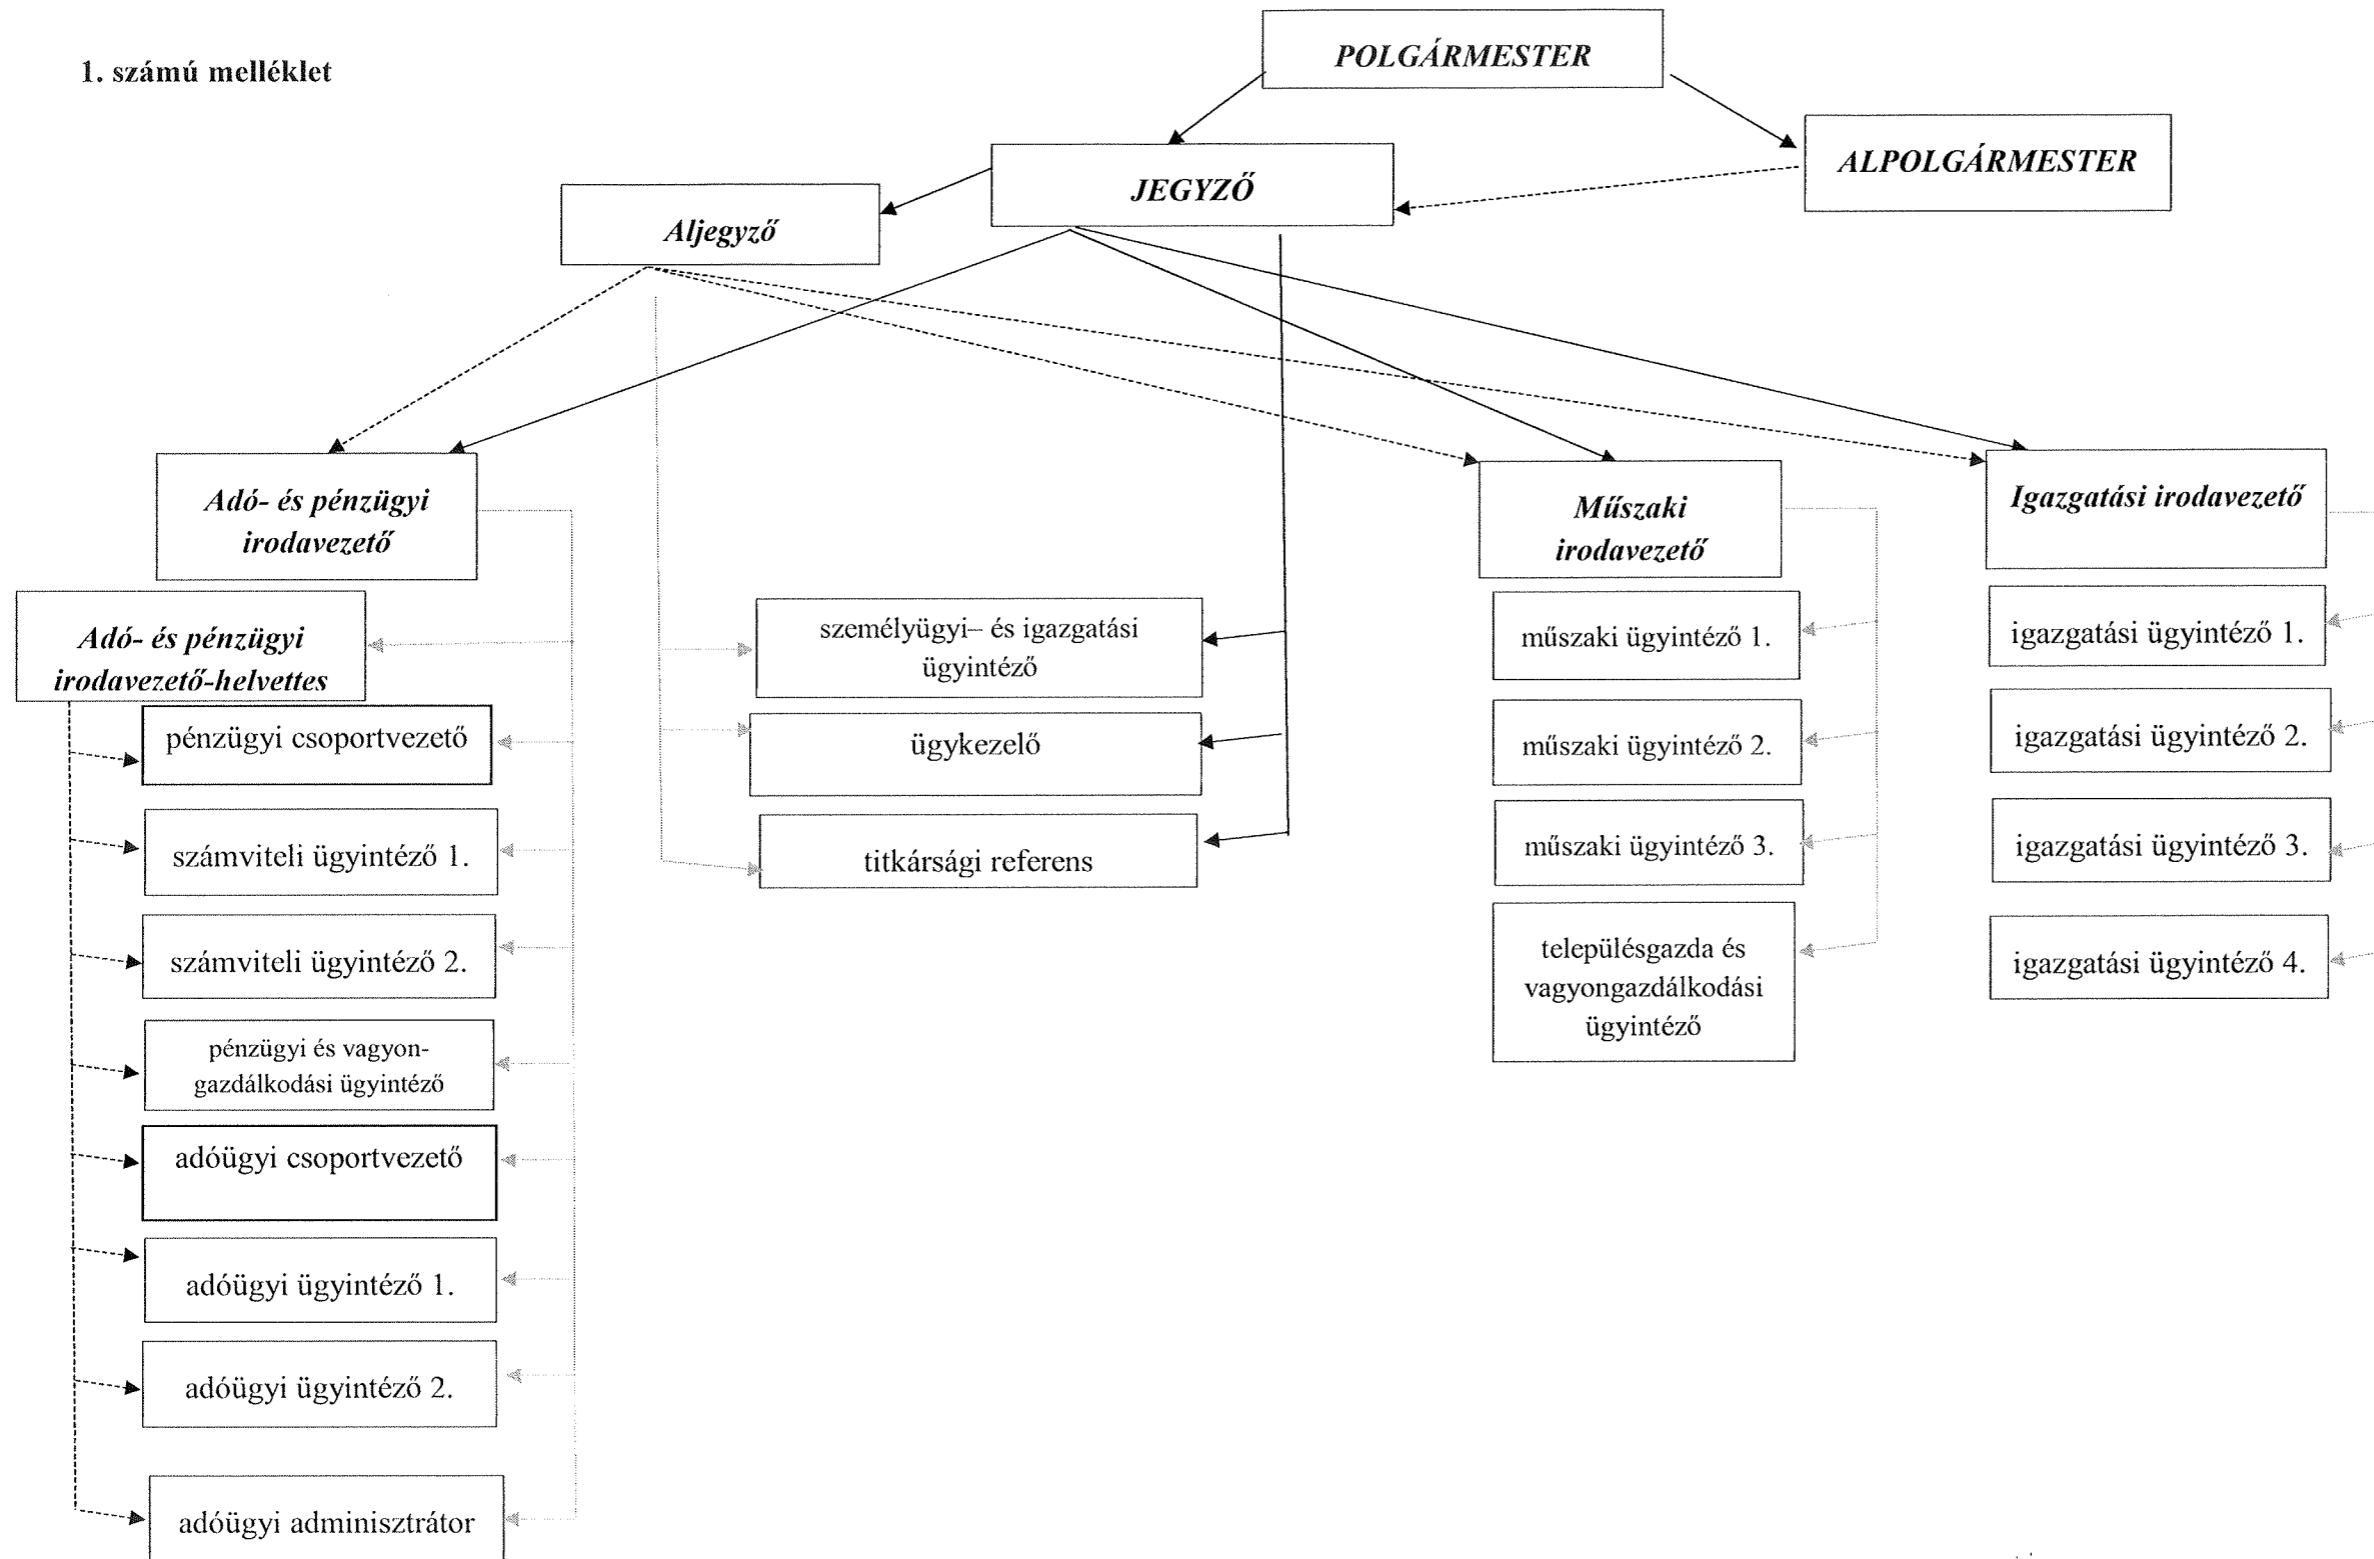 1. számú melléklet
POLGÁRMESTER
ALPOLGÁRMESTER
JEGYZŐ
Aljegyző
Adó- és pénzügyi
irodavezető
Műszaki
irodavezető
Igazgatási irodavezető
Adó- és pénzügyi
irodavezető-helvettes
pénzügyi csoportvezető
számviteli ügyintéző 1.
számviteli ügyintéző 2.
pénzügyi és vagyon-
gazdálkodási ügyintéző
adóügyi csoportvezető
adóügyi ügyintéző 1.
adóügyi ügyintéző 2.
adóügyi adminisztrátor
személyügyi– és igazgatási
ügyintéző
ügykezelő
titkársági referens
műszaki ügyintéző 1.
műszaki ügyintéző 2.
műszaki ügyintéző 3.
településgazda és
vagyongazdálkodási
ügyintéző
igazgatási ügyintéző 1.
igazgatási ügyintéző 2.
igazgatási ügyintéző 3.
igazgatási ügyintéző 4.